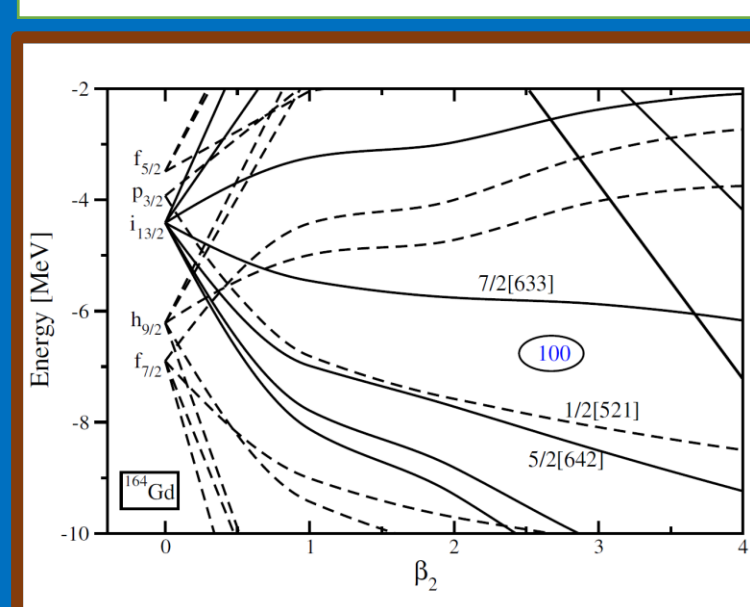 -2
-4
-6
-8
-10
Energy [MeV]
f5/2
p3/2
i13/2
h9/2
f7/2
7/2[633]
100
1/2[521]
5/2[642]
164Gd
0 1 2 3 4
β2